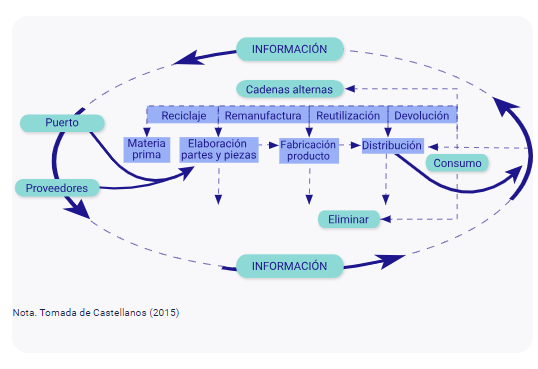 INFORMACIÓN
Cadenas alternas
Reciclaje
Remanufactura
Reutilización
Devolución
Puerto
Materia
prima
Elaboración
partes y piezas
Fabricación
producto
Distribución
Consumo
Proveedores
Eliminar
INFORMACIÓN
Nota. Tomada de Castellanos (2015)